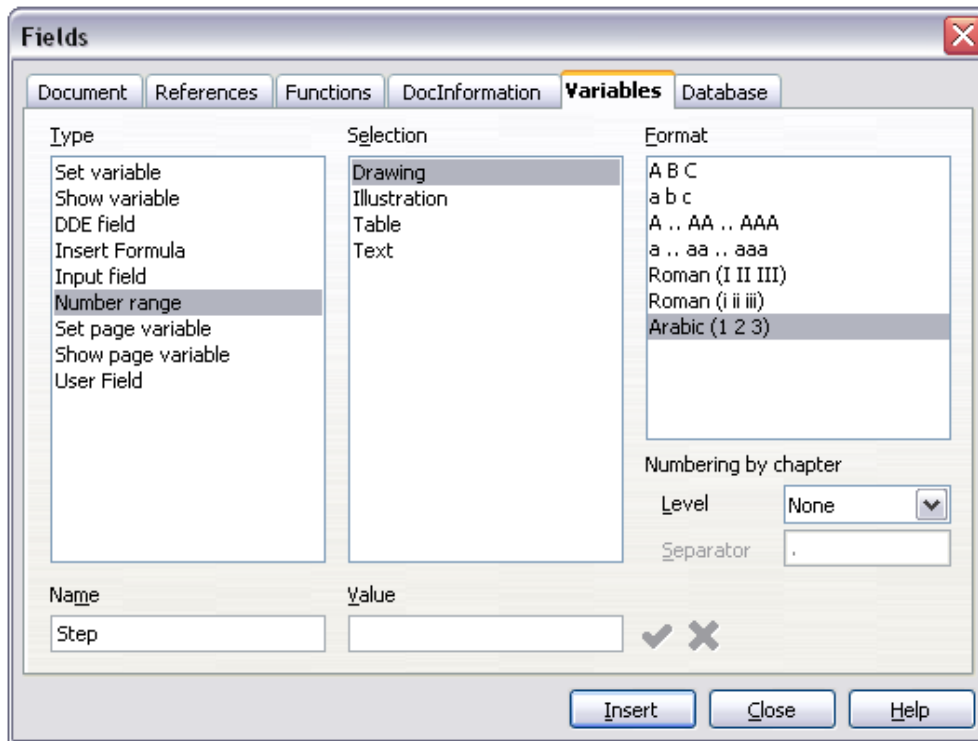 Fields
Document References Functions DocInformation Variables Database
Type
Set variable
Show variable
DDE field
Insert Formula
Input field
Number range
Set page variable
Show page variable
User Field
Selection
Drawing
Illustration
Table
Text
Format
A B C
a b c
A .. AA .. AAA
a .. aa .. aaa
Roman (I II III)
Roman (i ii iii)
Arabic (1 2 3)
Numbering by chapter
Level None
Separator .
Name
Step
Value
Insert Close Help